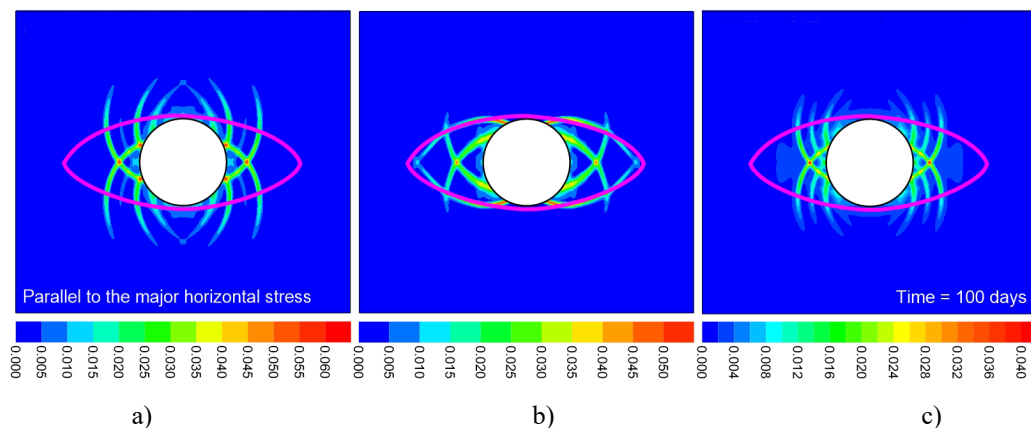 Parallel to the major horizontal stress
Time = 100 days
0.000 0.005 0.010 0.015 0.020 0.025 0.030 0.035 0.040 0.045 0.050 0.055 0.060
0.000 0.005 0.010 0.015 0.020 0.025 0.030 0.035 0.040 0.045 0.050
0.000 0.004 0.008 0.012 0.016 0.020 0.024 0.028 0.032 0.036 0.040
a)
b)
c)